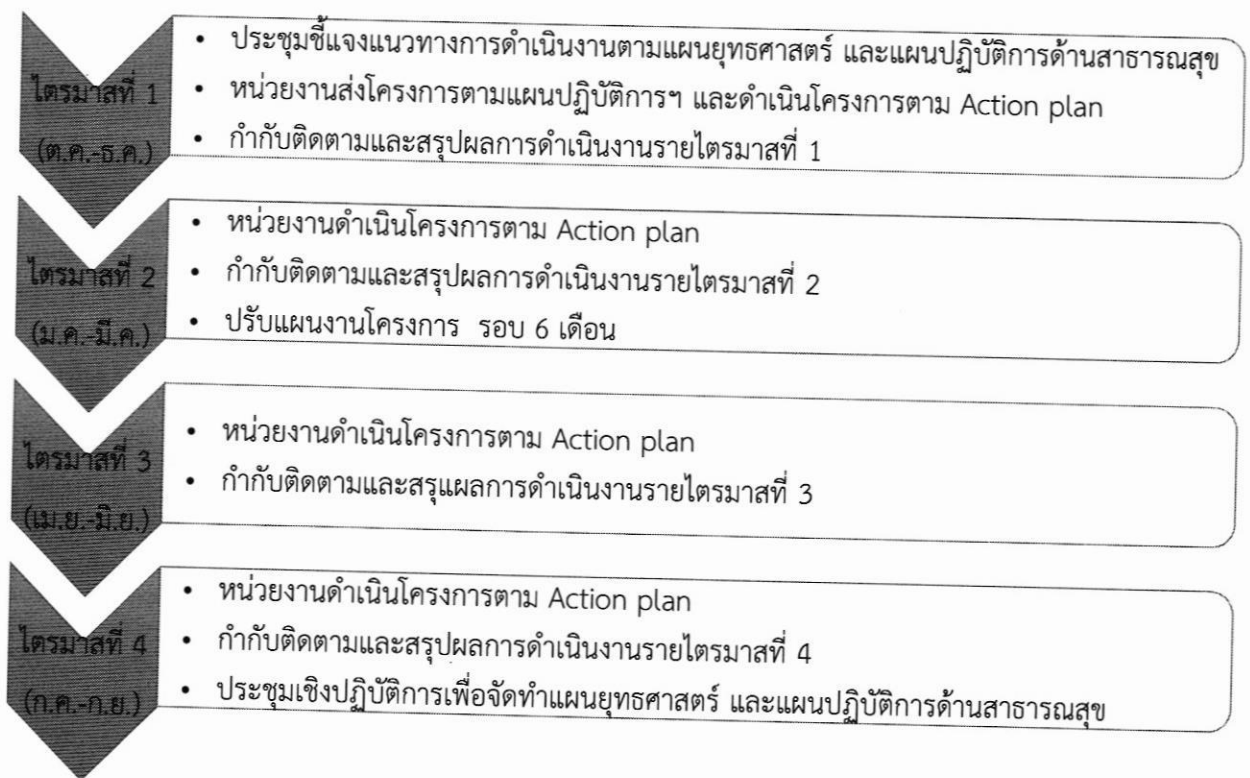 ไตรมาสที่ 1
(ต.ค.-ธ.ค.)
• ประชุมชี้แจงแนวทางการดำเนินงานตามแผนยุทธศาสตร์ และแผนปฏิบัติการด้านสาธารณสุข
• หน่วยงานส่งโครงการตามแผนปฏิบัติการฯ และดำเนินโครงการตาม Action plan
• กำกับติดตามและสรุปผลการดำเนินงานรายไตรมาสที่ 1
ไตรมาสที่ 2
(ม.ค.-มี.ค.)
• หน่วยงานดำเนินโครงการตาม Action plan
• กำกับติดตามและสรุปผลการดำเนินงานรายไตรมาสที่ 2
• ปรับแผนงานโครงการ รอบ 6 เดือน
ไตรมาสที่ 3
(เม.ย.-มิ.ย.)
• หน่วยงานดำเนินโครงการตาม Action plan
• กำกับติดตามและสรุแผลการดำเนินงานรายไตรมาสที่ 3
ไตรมาสที่ 4
(ก.ค.-ก.ย.)
• หน่วยงานดำเนินโครงการตาม Action plan
• กำกับติดตามและสรุปผลการดำเนินงานรายไตรมาสที่ 4
• ประชุมเชิงปฏิบัติการเพื่อจัดทำแผนยุทธศาสตร์ และแผนปฏิบัติการด้านสาธารณสุข